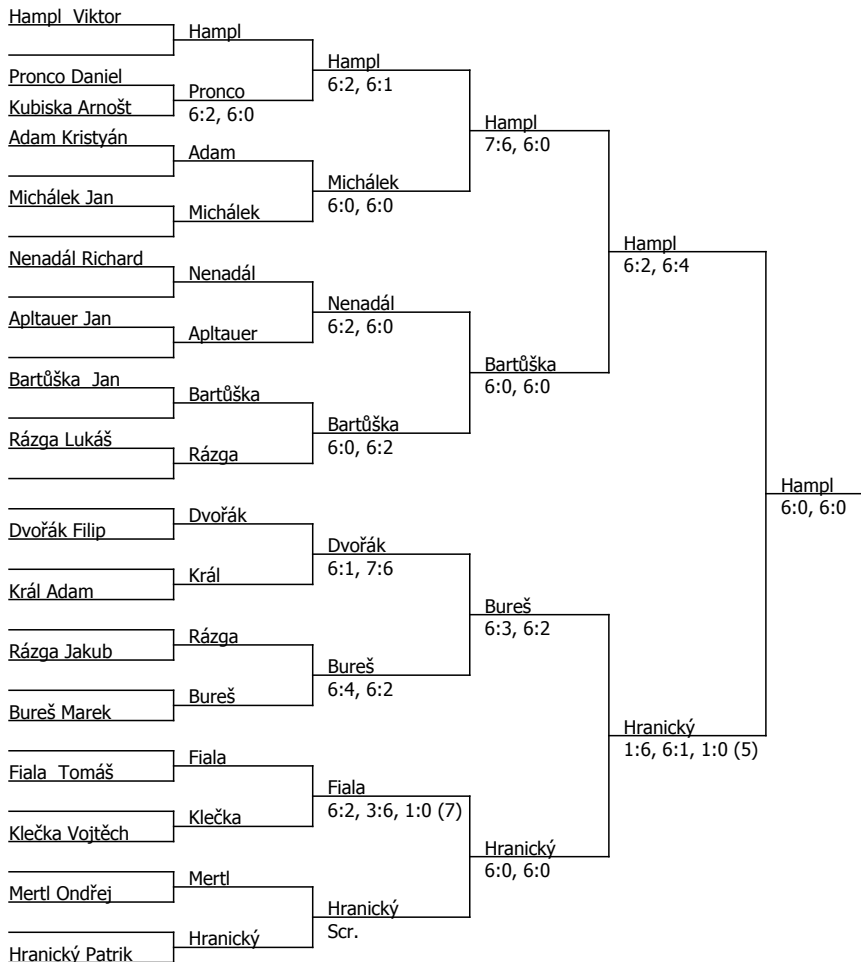 Hampl  Viktor
Pronco Daniel
Kubiska Arnošt
Adam Kristyán
Michálek Jan
Nenadál Richard
Apltauer Jan
Bartůška  Jan
Rázga Lukáš
Dvořák Filip
Král Adam
Rázga Jakub
Bureš Marek
Fiala  Tomáš
Klečka Vojtěch
Mertl Ondřej
Hranický Patrik
Hampl
Pronco
6:2, 6:0
Adam
Michálek
Nenadál
Apltauer
Bartůška
Rázga
Dvořák
Král
Rázga
Bureš
Fiala
Klečka
Mertl
Hranický
Hampl
6:2, 6:1
Michálek
6:0, 6:0
Nenadál
6:2, 6:0
Bartůška
6:0, 6:2
Dvořák
6:1, 7:6
Bureš
6:4, 6:2
Fiala
6:2, 3:6, 1:0 (7)
Hranický
Scr.
Hampl
7:6, 6:0
Bartůška
6:0, 6:0
Bureš
6:3, 6:2
Hranický
6:0, 6:0
Hampl
6:2, 6:4
Hranický
1:6, 6:1, 1:0 (5)
Hampl
6:0, 6:0